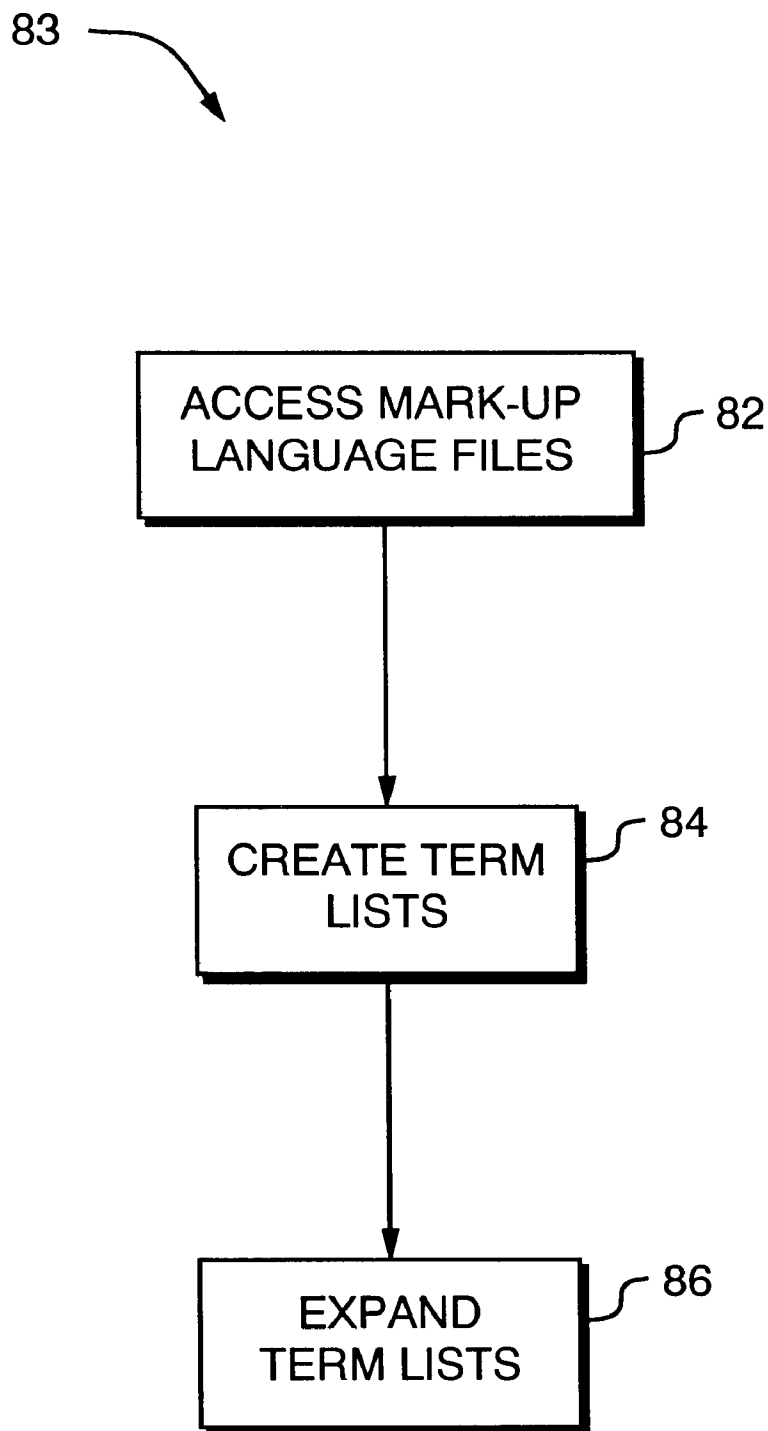 83
ACCESS MARK-UP
LANGUAGE FILES
82
CREATE TERM
LISTS
84
EXPAND
TERM LISTS
86